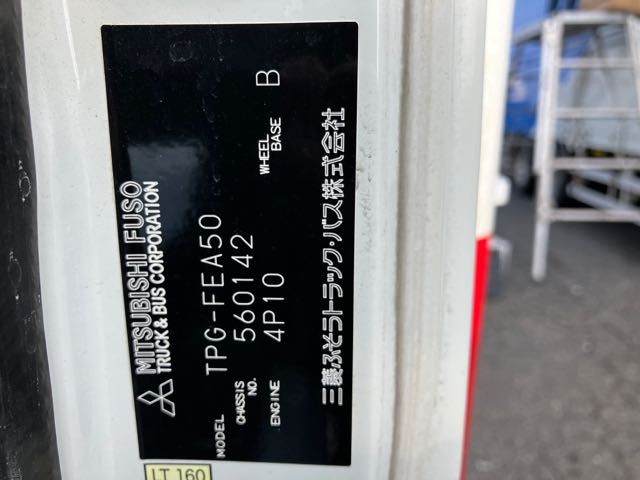 MITSUBISHI FUSO
TRUCK & BUS CORPORATION
MODEL TPG-FEA50
CHASSIS NO. 560142
ENGINE 4P10 WHEEL BASE B
三菱ふそうトラック・バス株式会社
LT 160